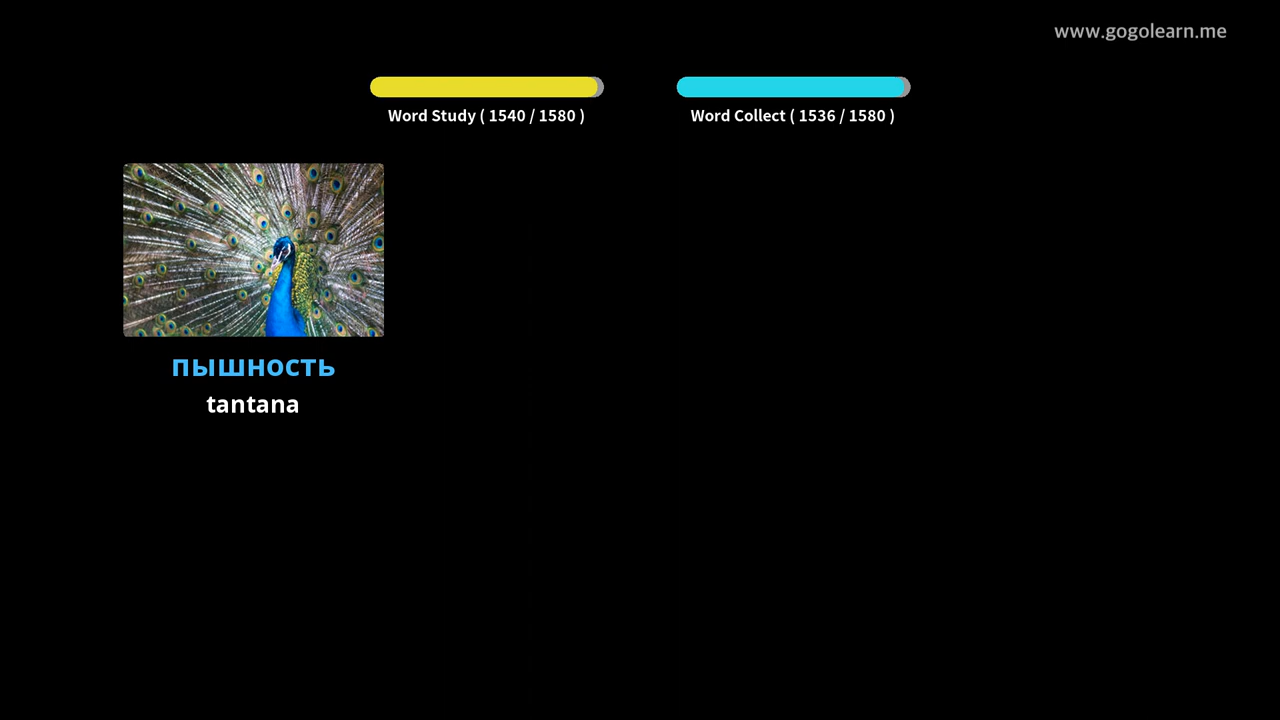 www.gogolearn.me
Word Study ( 1540 / 1580 )
Word Collect ( 1536 / 1580 )
пышность
tantana